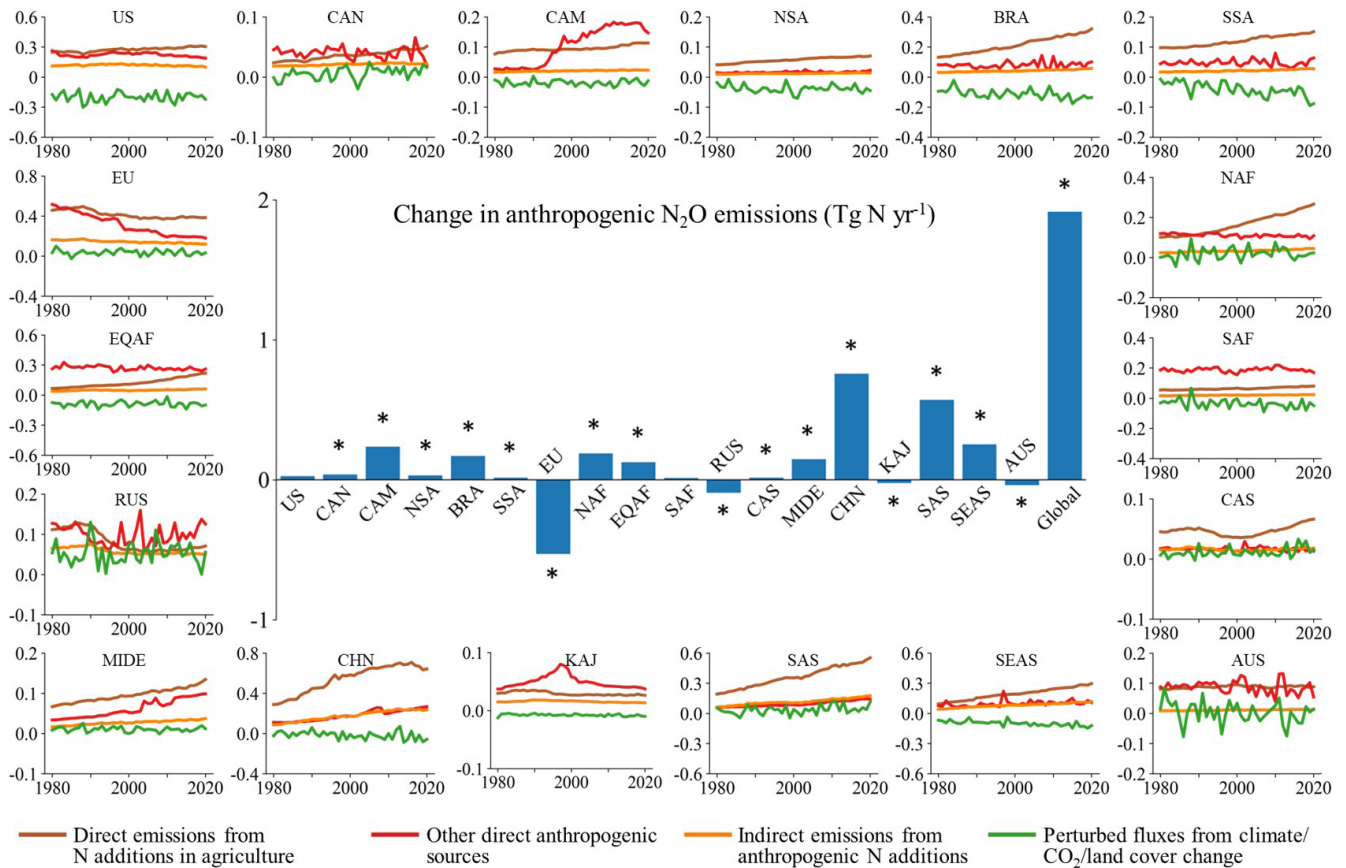 US
0.6
0.3
0
-0.3
-0.6
1980 2000 2020
CAN
0.1
0.0
0.1
1980 2000 2020
CAM
0.2
0.1
0.0
-0.1
-0.2
1980 2000 2020
NSA
0.2
0.1
0.0
-0.1
-0.2
1980 2000 2020
BRA
0.4
0.2
0.0
-0.2
-0.4
1980 2000 2020
SSA
0.2
0.1
0.0
-0.1
-0.2
1980 2000 2020
EU
0.8
0.4
0.0
-0.4
1980 2000 2020
Change in anthropogenic N₂O emissions (Tg N yr⁻¹)
2
1
0
-1
US
* CAN
* CAM
* NSA
* BRA
* SSA
EU *
* NAF
* EQAF
SAF
RUS *
* CAS
* MIDE
* CHN
KAJ *
* SAS
* SEAS
AUS *
* Global
NAF
0.4
0.2
0.0
-0.2
1980 2000 2020
EQAF
0.6
0.3
0.0
-0.3
-0.6
1980 2000 2020
SAF
0.4
0.2
0.0
-0.2
-0.4
1980 2000 2020
RUS
0.2
0.1
0.0
-0.1
1980 2000 2020
CAS
0.1
0.0
-0.1
1980 2000 2020
MIDE
0.2
0.1
0.0
-0.1
1980 2000 2020
CHN
0.8
0.4
0.0
0.4
1980 2000 2020
KAJ
0.1
0.0
-0.1
1980 2000 2020
SAS
0.6
0.3
0.0
-0.3
-0.6
1980 2000 2020
SEAS
0.6
0.3
0.0
-0.3
-0.6
1980 2000 2020
AUS
0.2
0.1
0.0
-0.1
-0.2
1980 2000 2020
Direct emissions from
N additions in agriculture
Other direct anthropogenic
sources
Indirect emissions from
anthropogenic N additions
Perturbed fluxes from climate/
CO₂/land cover change